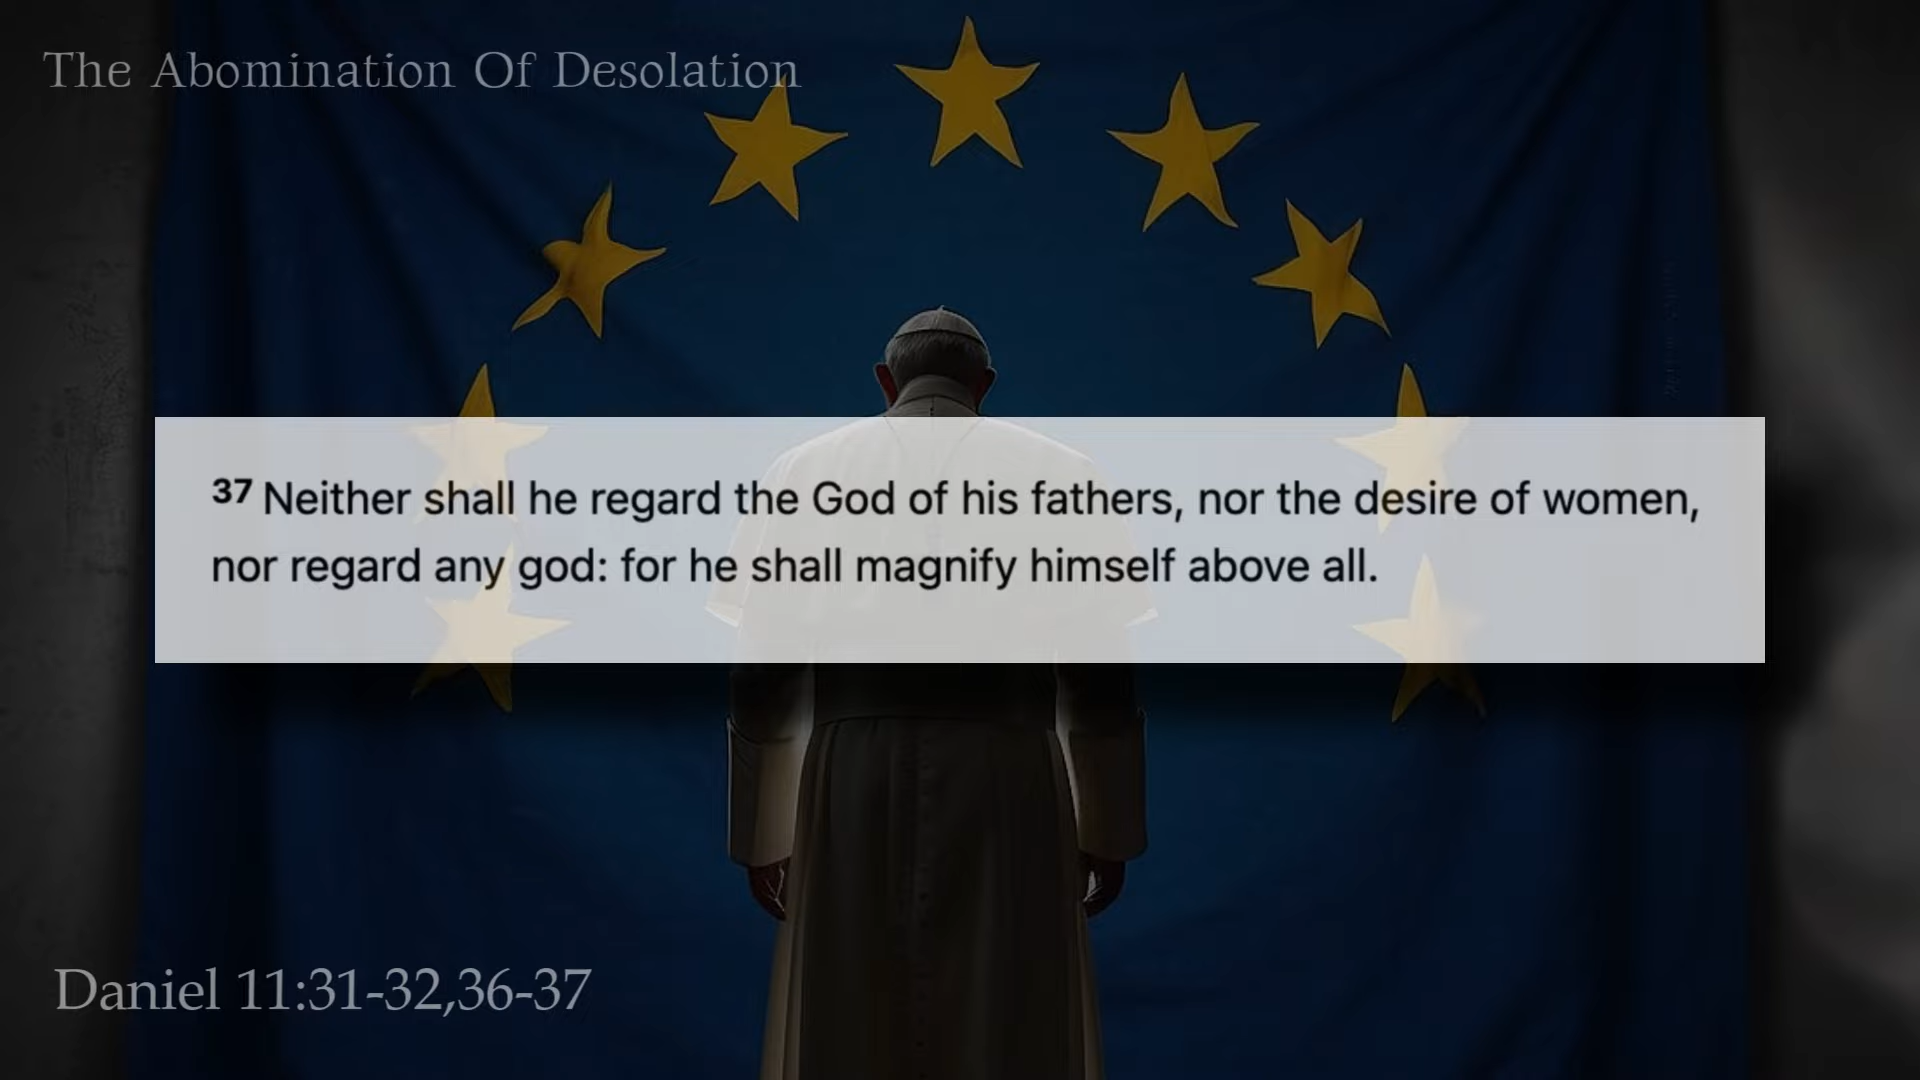 The Abomination Of Desolation
37 Neither shall he regard the God of his fathers, nor the desire of women,
nor regard any god: for he shall magnify himself above all.
Daniel 11:31-32,36-37